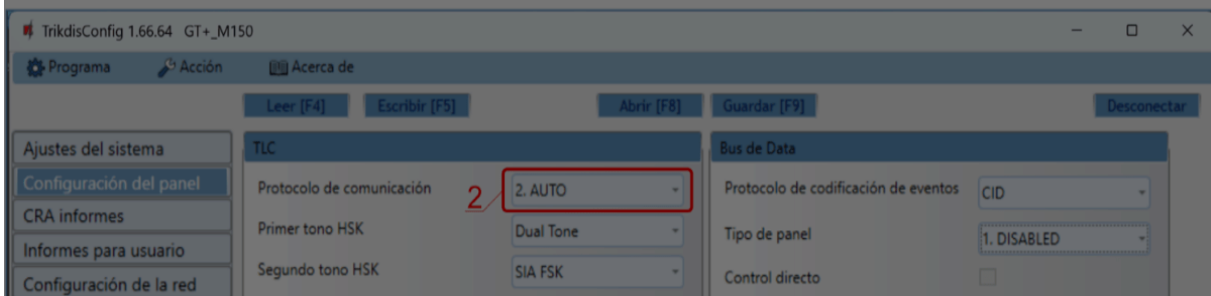 TrikdisConfig 1.66.64 GT+_M150
Programa Acción Acerca de
Leer [F4] Escribir [F5] Abrir [F8] Guardar [F9] Desconectar
Ajustes del sistema
Configuración del panel
CRA informes
Informes para usuario
Configuración de la red
TLC
Protocolo de comunicación 2 2. AUTO
Primer tono HSK Dual Tone
Segundo tono HSK SIA FSK
Bus de Data
Protocolo de codificación de eventos CID
Tipo de panel 1. DISABLED
Control directo